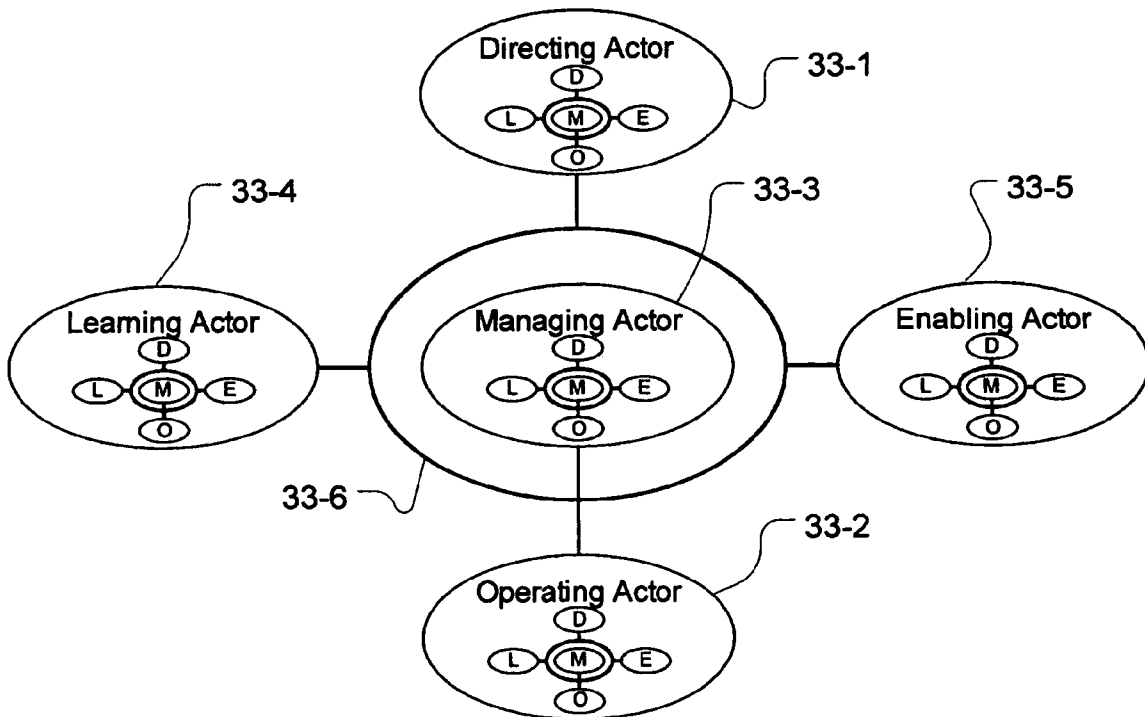 Directing Actor
33-1
D
L M E
O
33-4
33-3
33-5
Learning Actor
D
L M E
O
Managing Actor
D
L M E
O
Enabling Actor
D
L M E
O
33-6
33-2
Operating Actor
D
L M E
O